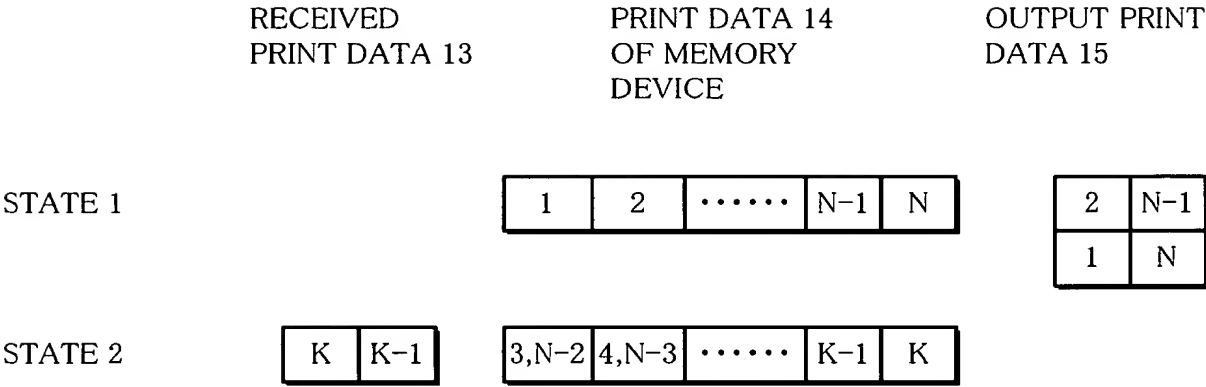 RECEIVED PRINT DATA 14 OUTPUT PRINT
PRINT DATA 13 OF MEMORY DATA 15
DEVICE
STATE 1 1 2 ······ N-1 N 2 N-1
1 N
STATE 2 K K-1 3,N-2 4,N-3 ······ K-1 K